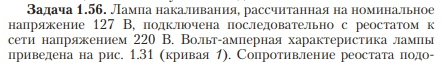 Задача 1.56. Лампа накаливания, рассчитанная на номинальное
напряжение 127 В, подключена последовательно с реостатом к
сети напряжением 220 В. Вольт-амперная характеристика лампы
приведена на рис. 1.31 (кривая 1). Сопротивление реостата подо-